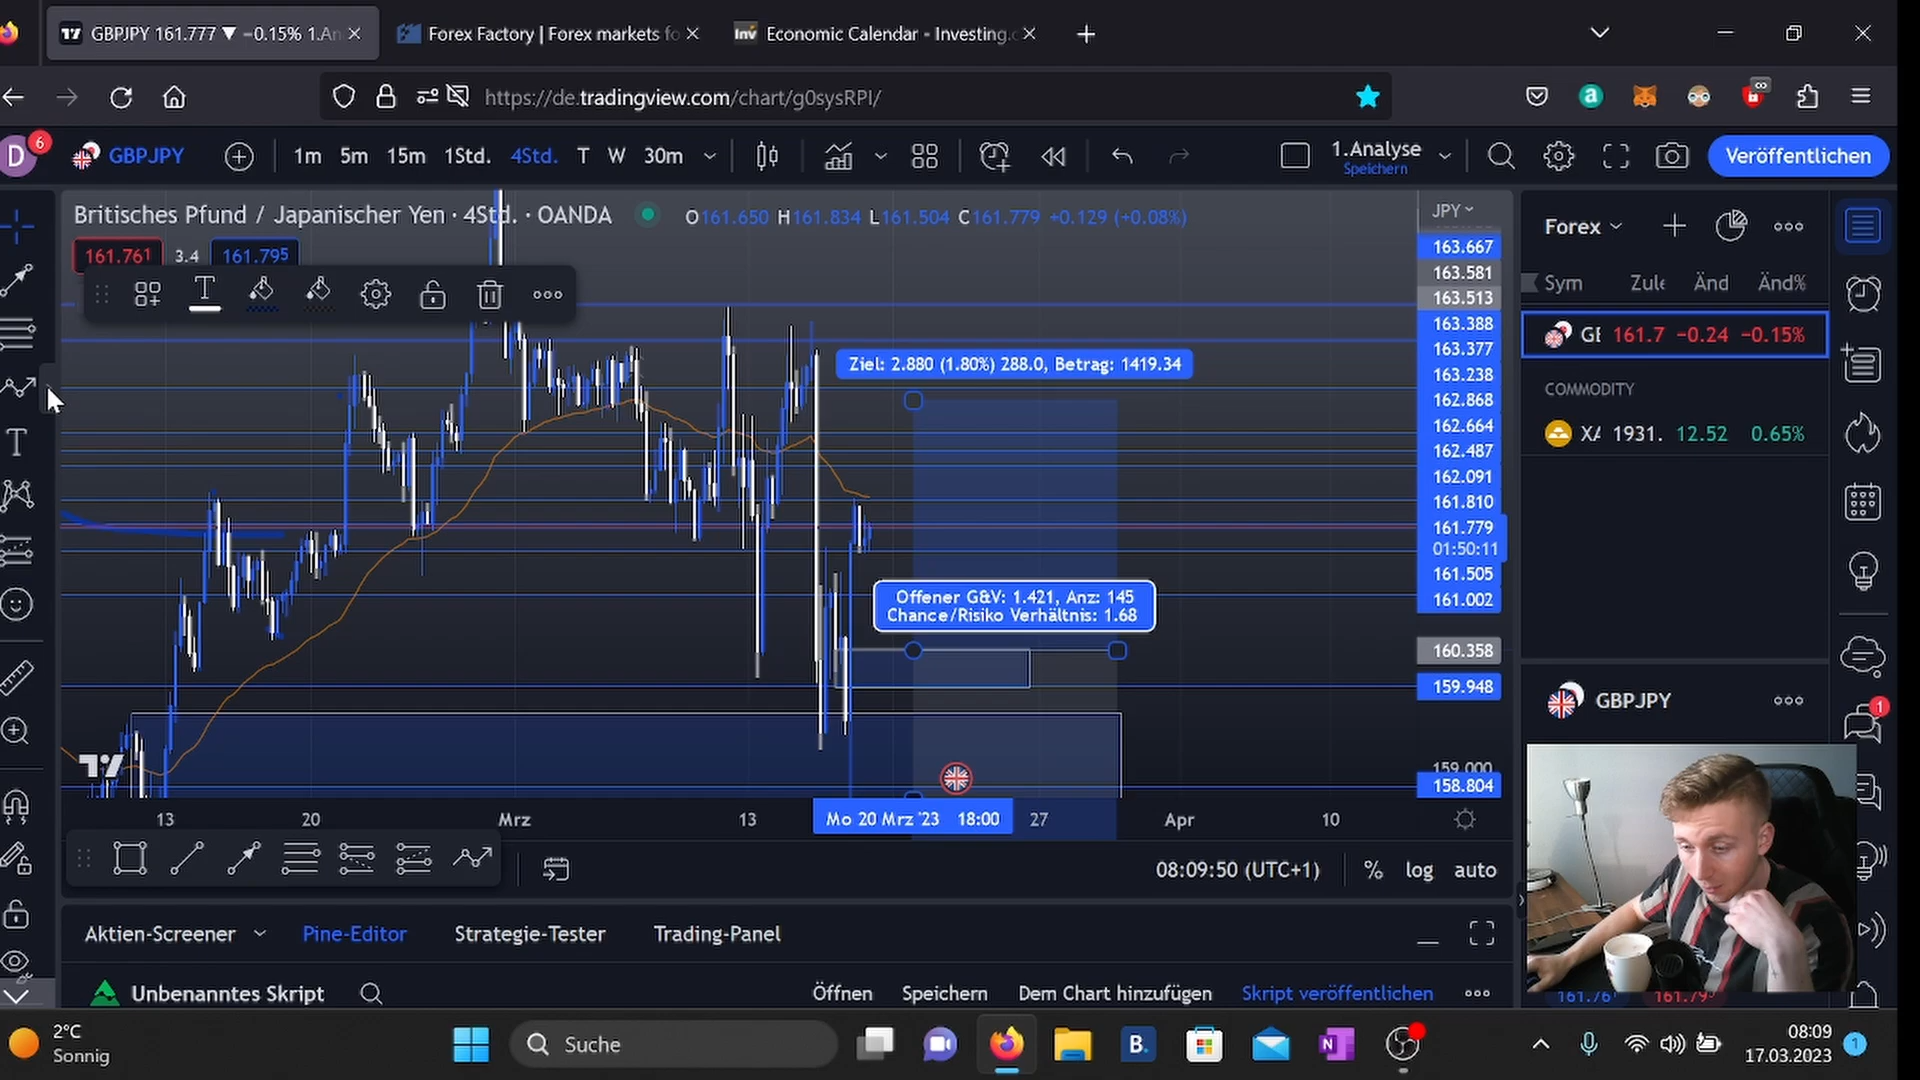 GBPJPY 161.777 ▼ −0.15% 1.An
Forex Factory | Forex markets fo
Inv Economic Calendar - Investing.c
https://de.tradingview.com/chart/g0sysRPI/
D 6
GBPJPY
1m 5m 15m 1Std. 4Std. T W 30m
1.Analyse
Speichern
Veröffentlichen
Britisches Pfund / Japanischer Yen · 4Std. · OANDA
O161.650 H161.834 L161.504 C161.779 +0.129 (+0.08%)
161.761 3.4 161.795
JPY
163.667
163.581
163.513
163.388
163.377
163.238
162.868
162.664
162.487
162.091
161.810
161.779
01:50:11
161.505
161.002
160.358
159.948
159.000
158.804
Ziel: 2.880 (1.80%) 288.0, Betrag: 1419.34
Offener G&V: 1.421, Anz: 145
Chance/Risiko Verhältnis: 1.68
13 20 Mrz 13 Mo 20 Mrz '23 18:00 27 Apr 10
08:09:50 (UTC+1) % log auto
Forex
Sym Zule Änd Änd%
161.7 −0.24 −0.15%
COMMODITY
1931. 12.52 0.65%
GBPJPY
1
161.76 161.79
Aktien-Screener Pine-Editor Strategie-Tester Trading-Panel
Unbenanntes Skript
Öffnen Speichern Dem Chart hinzufügen Skript veröffentlichen
2°C
Sonnig
Suche
B.
N
08:09
17.03.2023
1